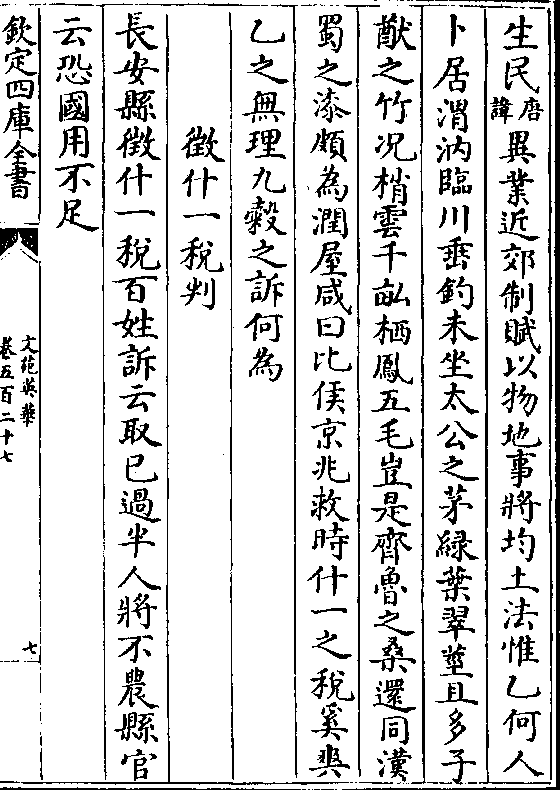 生民唐諱異業近郊制賦以物地事將均土法惟乙何人
卜居渭汭臨川垂釣未坐太公之茅緑葉翠莖且多子
猷之竹况梢雲千畝栖鳳五毛豈是齊魯之桑還同漢
蜀之漆頗為潤屋咸曰比侯京兆救時什一之稅奚爽
乙之無理九穀之訴何為
徵什一稅判
長安縣徵什一稅百姓訴云取已過半人將不農縣官
云恐國用不足
欽定四庫全書
文苑英華
卷五百二十七
七